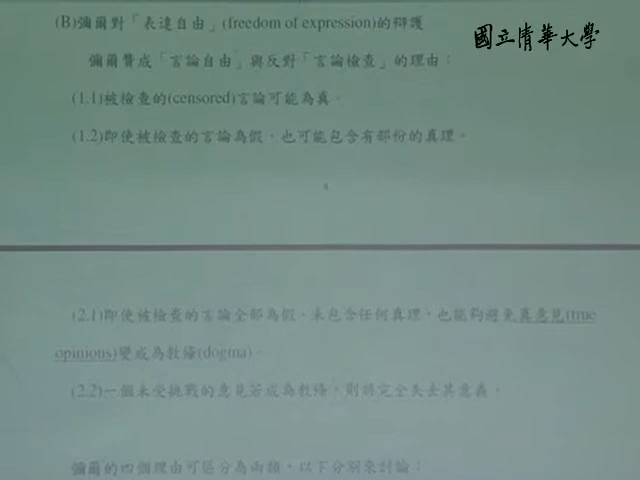 國立清華大學
(B)彌爾對「表達自由」(freedom of expression)的辯護
彌爾贊成「言論自由」與反對「言論檢查」的理由：
(1.1)被檢查的(censored)言論可能為真。
(1.2)即使被檢查的言論為假，也可能包含有部份的真理。
(2.1)即使被檢查的言論全部為假，未包含任何真理，也能夠避免真意見(true
opinions)變成為教條(dogma)。
(2.2)一個未受挑戰的意見若成為教條，則將完全失去其意義。
彌爾的四個理由可區分為兩類，以下分別來討論：